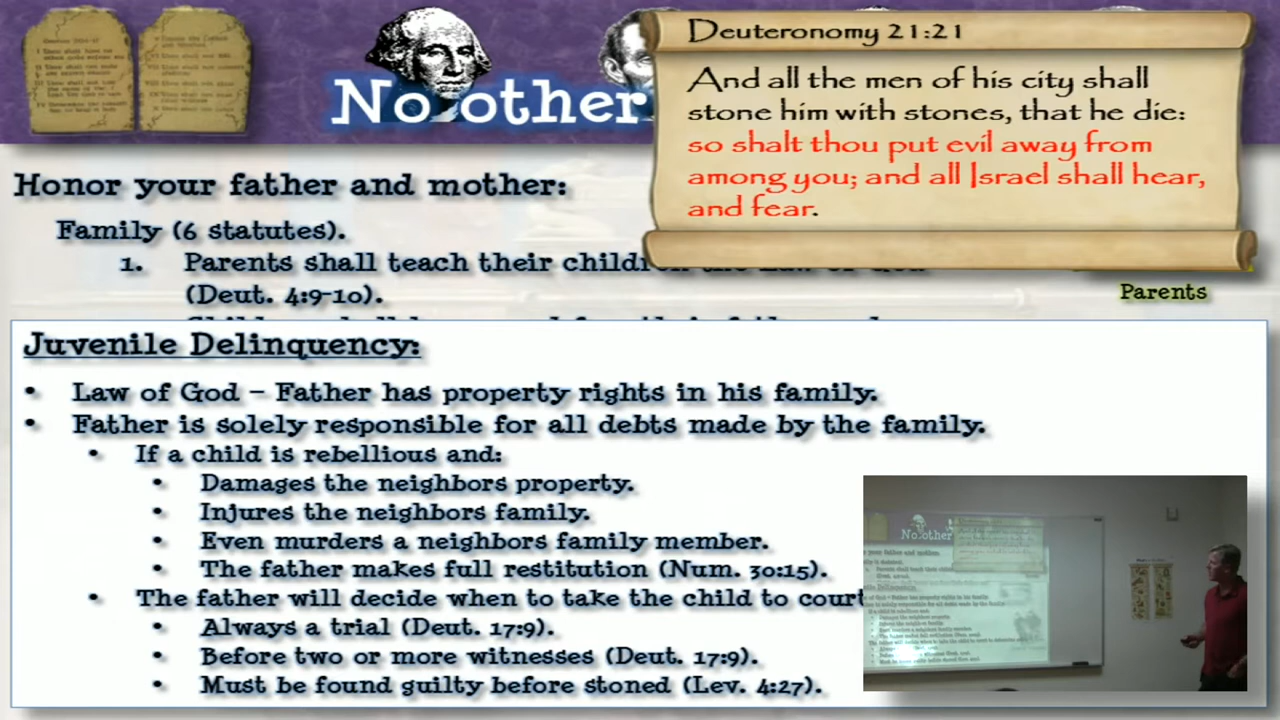 No other
Deuteronomy 21:21
And all the men of his city shall
stone him with stones, that he die:
so shalt thou put evil away from
among you; and all Israel shall hear,
and fear.
Honor your father and mother:
Family (6 statutes).
1. Parents shall teach their children the Law of God
(Deut. 4:9-10).
Parents
Juvenile Delinquency:
• Law of God – Father has property rights in his family.
• Father is solely responsible for all debts made by the family.
• If a child is rebellious and:
• Damages the neighbors property.
• Injures the neighbors family.
• Even murders a neighbors family member.
• The father makes full restitution (Num. 30:15).
• The father will decide when to take the child to court
• Always a trial (Deut. 17:9).
• Before two or more witnesses (Deut. 17:9).
• Must be found guilty before stoned (Lev. 4:27).
No other